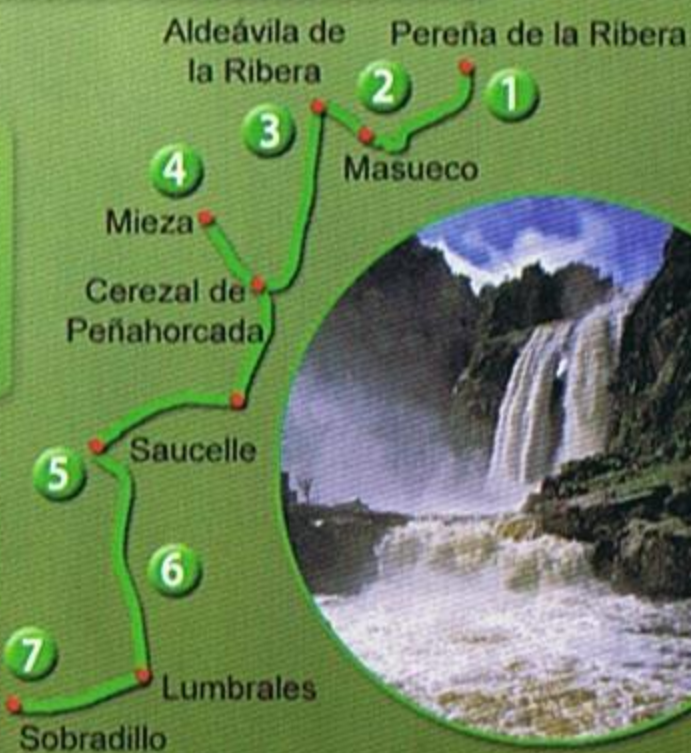 Aldeávila de
la Ribera
Pereña de la Ribera
2
1
3
Masueco
4
Mieza
Cerezal de
Peñahorcada
Saucelle
5
6
7
Lumbrales
Sobradillo